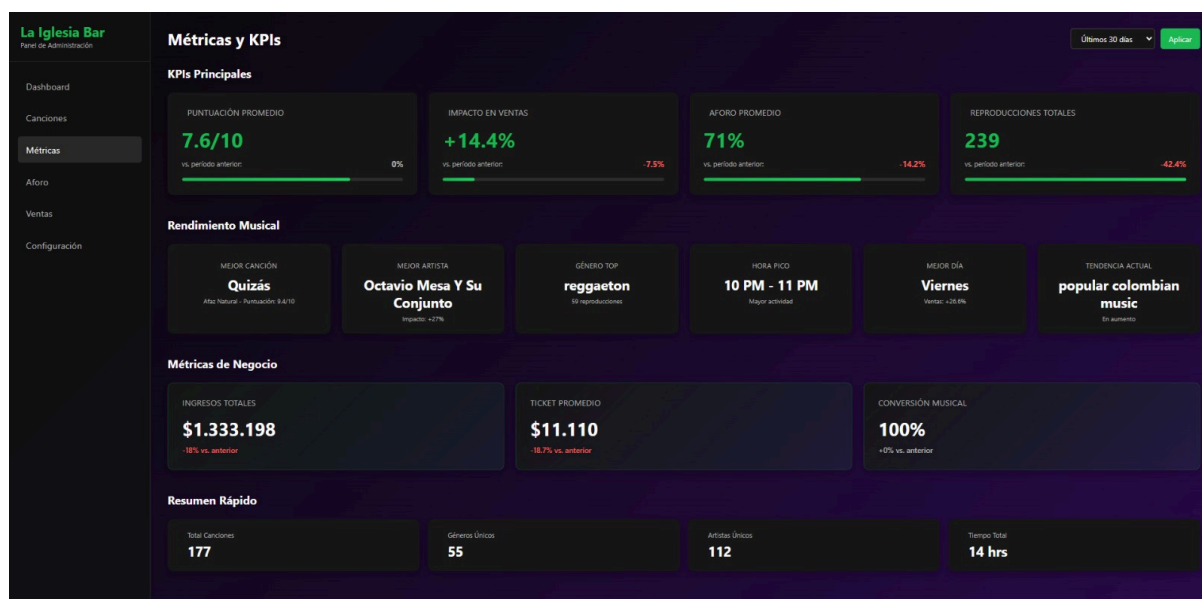 La Iglesia Bar
Panel de Administración
Dashboard
Canciones
Métricas
Aforo
Ventas
Configuración
Métricas y KPIs
Últimos 30 días
Aplicar
KPIs Principales
PUNTUACIÓN PROMEDIO
7.6/10
vs. período anterior: 0%
IMPACTO EN VENTAS
+14.4%
vs. período anterior: -7.5%
AFORO PROMEDIO
71%
vs. período anterior: -14.2%
REPRODUCCIONES TOTALES
239
vs. período anterior: -42.4%
Rendimiento Musical
MEJOR CANCIÓN
Quizás
Afaz Natural - Puntuación: 9.4/10
MEJOR ARTISTA
Octavio Mesa Y Su
Conjunto
Impacto: +27%
GÉNERO TOP
reggaeton
59 reproducciones
HORA PICO
10 PM - 11 PM
Mayor actividad
MEJOR DÍA
Viernes
Ventas: +26.6%
TENDENCIA ACTUAL
popular colombian
music
En aumento
Métricas de Negocio
INGRESOS TOTALES
$1.333.198
-18% vs. anterior
TICKET PROMEDIO
$11.110
-18.7% vs. anterior
CONVERSIÓN MUSICAL
100%
+0% vs. anterior
Resumen Rápido
Total Canciones
177
Géneros Únicos
55
Artistas Únicos
112
Tiempo Total
14 hrs